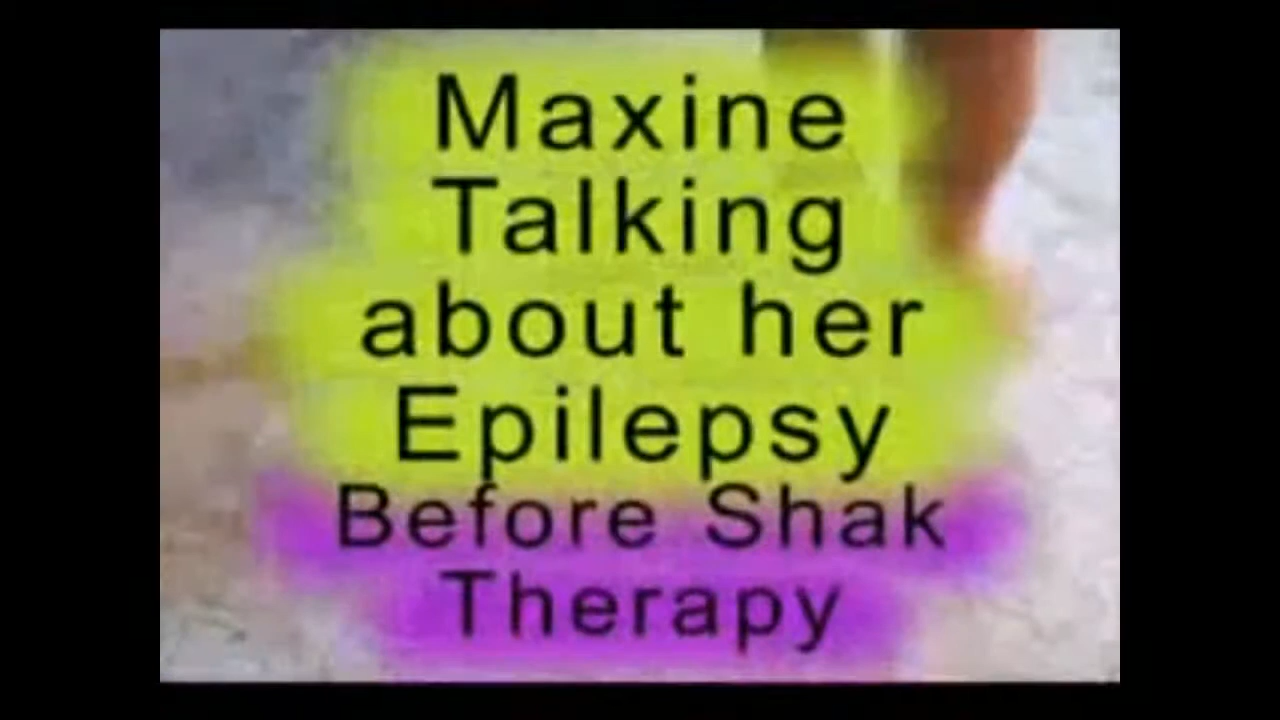 Maxine
Talking
about her
Epilepsy
Before Shak
Therapy